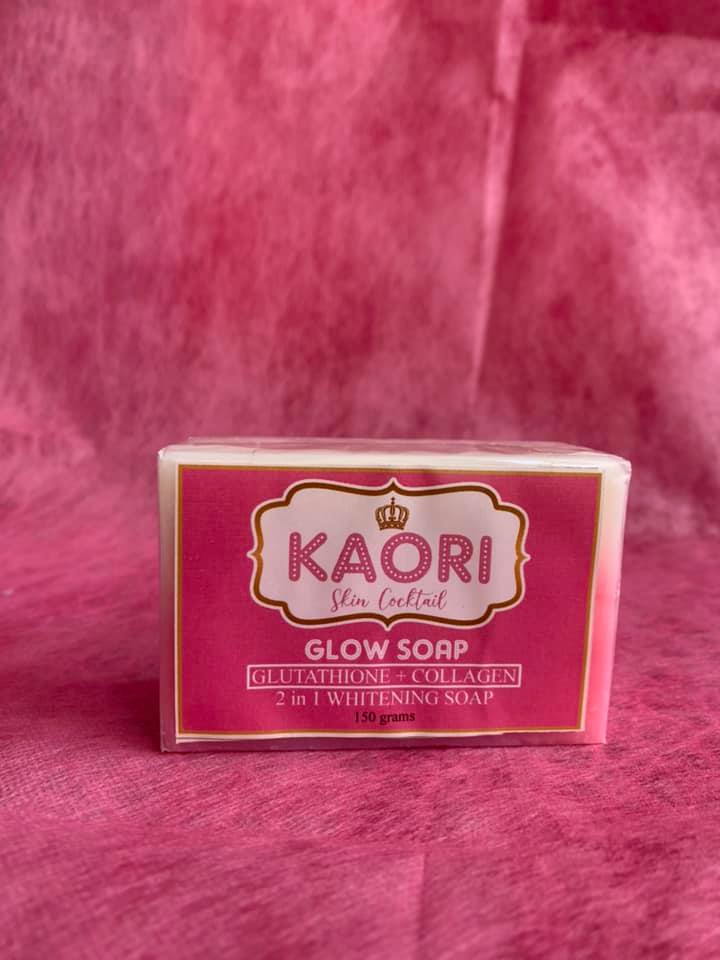 KAORI
Skin Cocktail
GLOW SOAP
GLUTATHIONE + COLLAGEN
2 in 1 WHITENING SOAP
150 grams